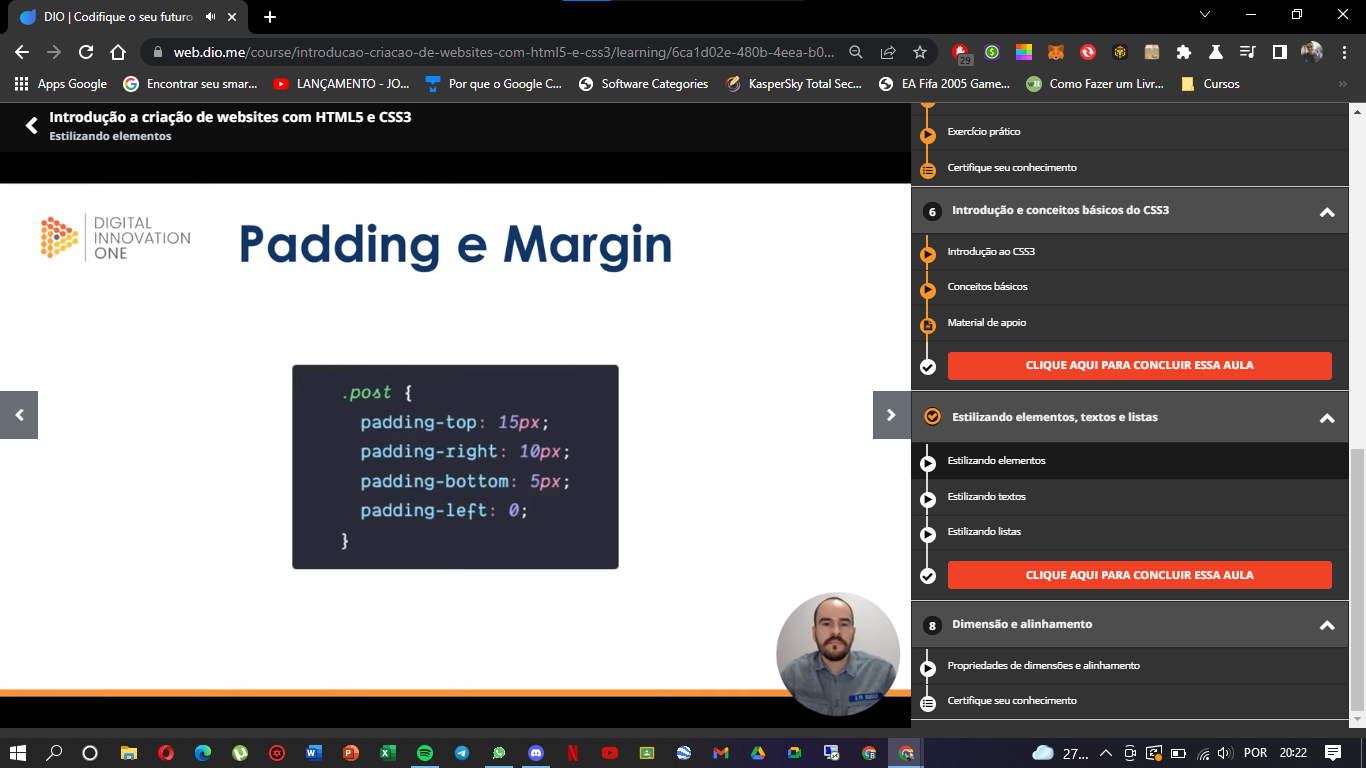 DIO | Codifique o seu futuro
web.dio.me/course/introducao-criacao-de-websites-com-html5-e-css3/learning/6ca1d02e-480b-4eea-b0...
29
Apps Google
Encontrar seu smar...
LANÇAMENTO - JO...
Por que o Google C...
Software Categories
KasperSky Total Sec...
EA Fifa 2005 Game...
Como Fazer um Livr...
Cursos
»
Introdução a criação de websites com HTML5 e CSS3
Estilizando elementos
DIGITAL
INNOVATION
ONE
Padding e Margin
.post {
padding-top: 15px;
padding-right: 10px;
padding-bottom: 5px;
padding-left: 0;
}
Exercício prático
Certifique seu conhecimento
6 Introdução e conceitos básicos do CSS3
Introdução ao CSS3
Conceitos básicos
Material de apoio
CLIQUE AQUI PARA CONCLUIR ESSA AULA
Estilizando elementos, textos e listas
Estilizando elementos
Estilizando textos
Estilizando listas
CLIQUE AQUI PARA CONCLUIR ESSA AULA
8 Dimensão e alinhamento
Propriedades de dimensões e alinhamento
Certifique seu conhecimento
27...
POR
20:22